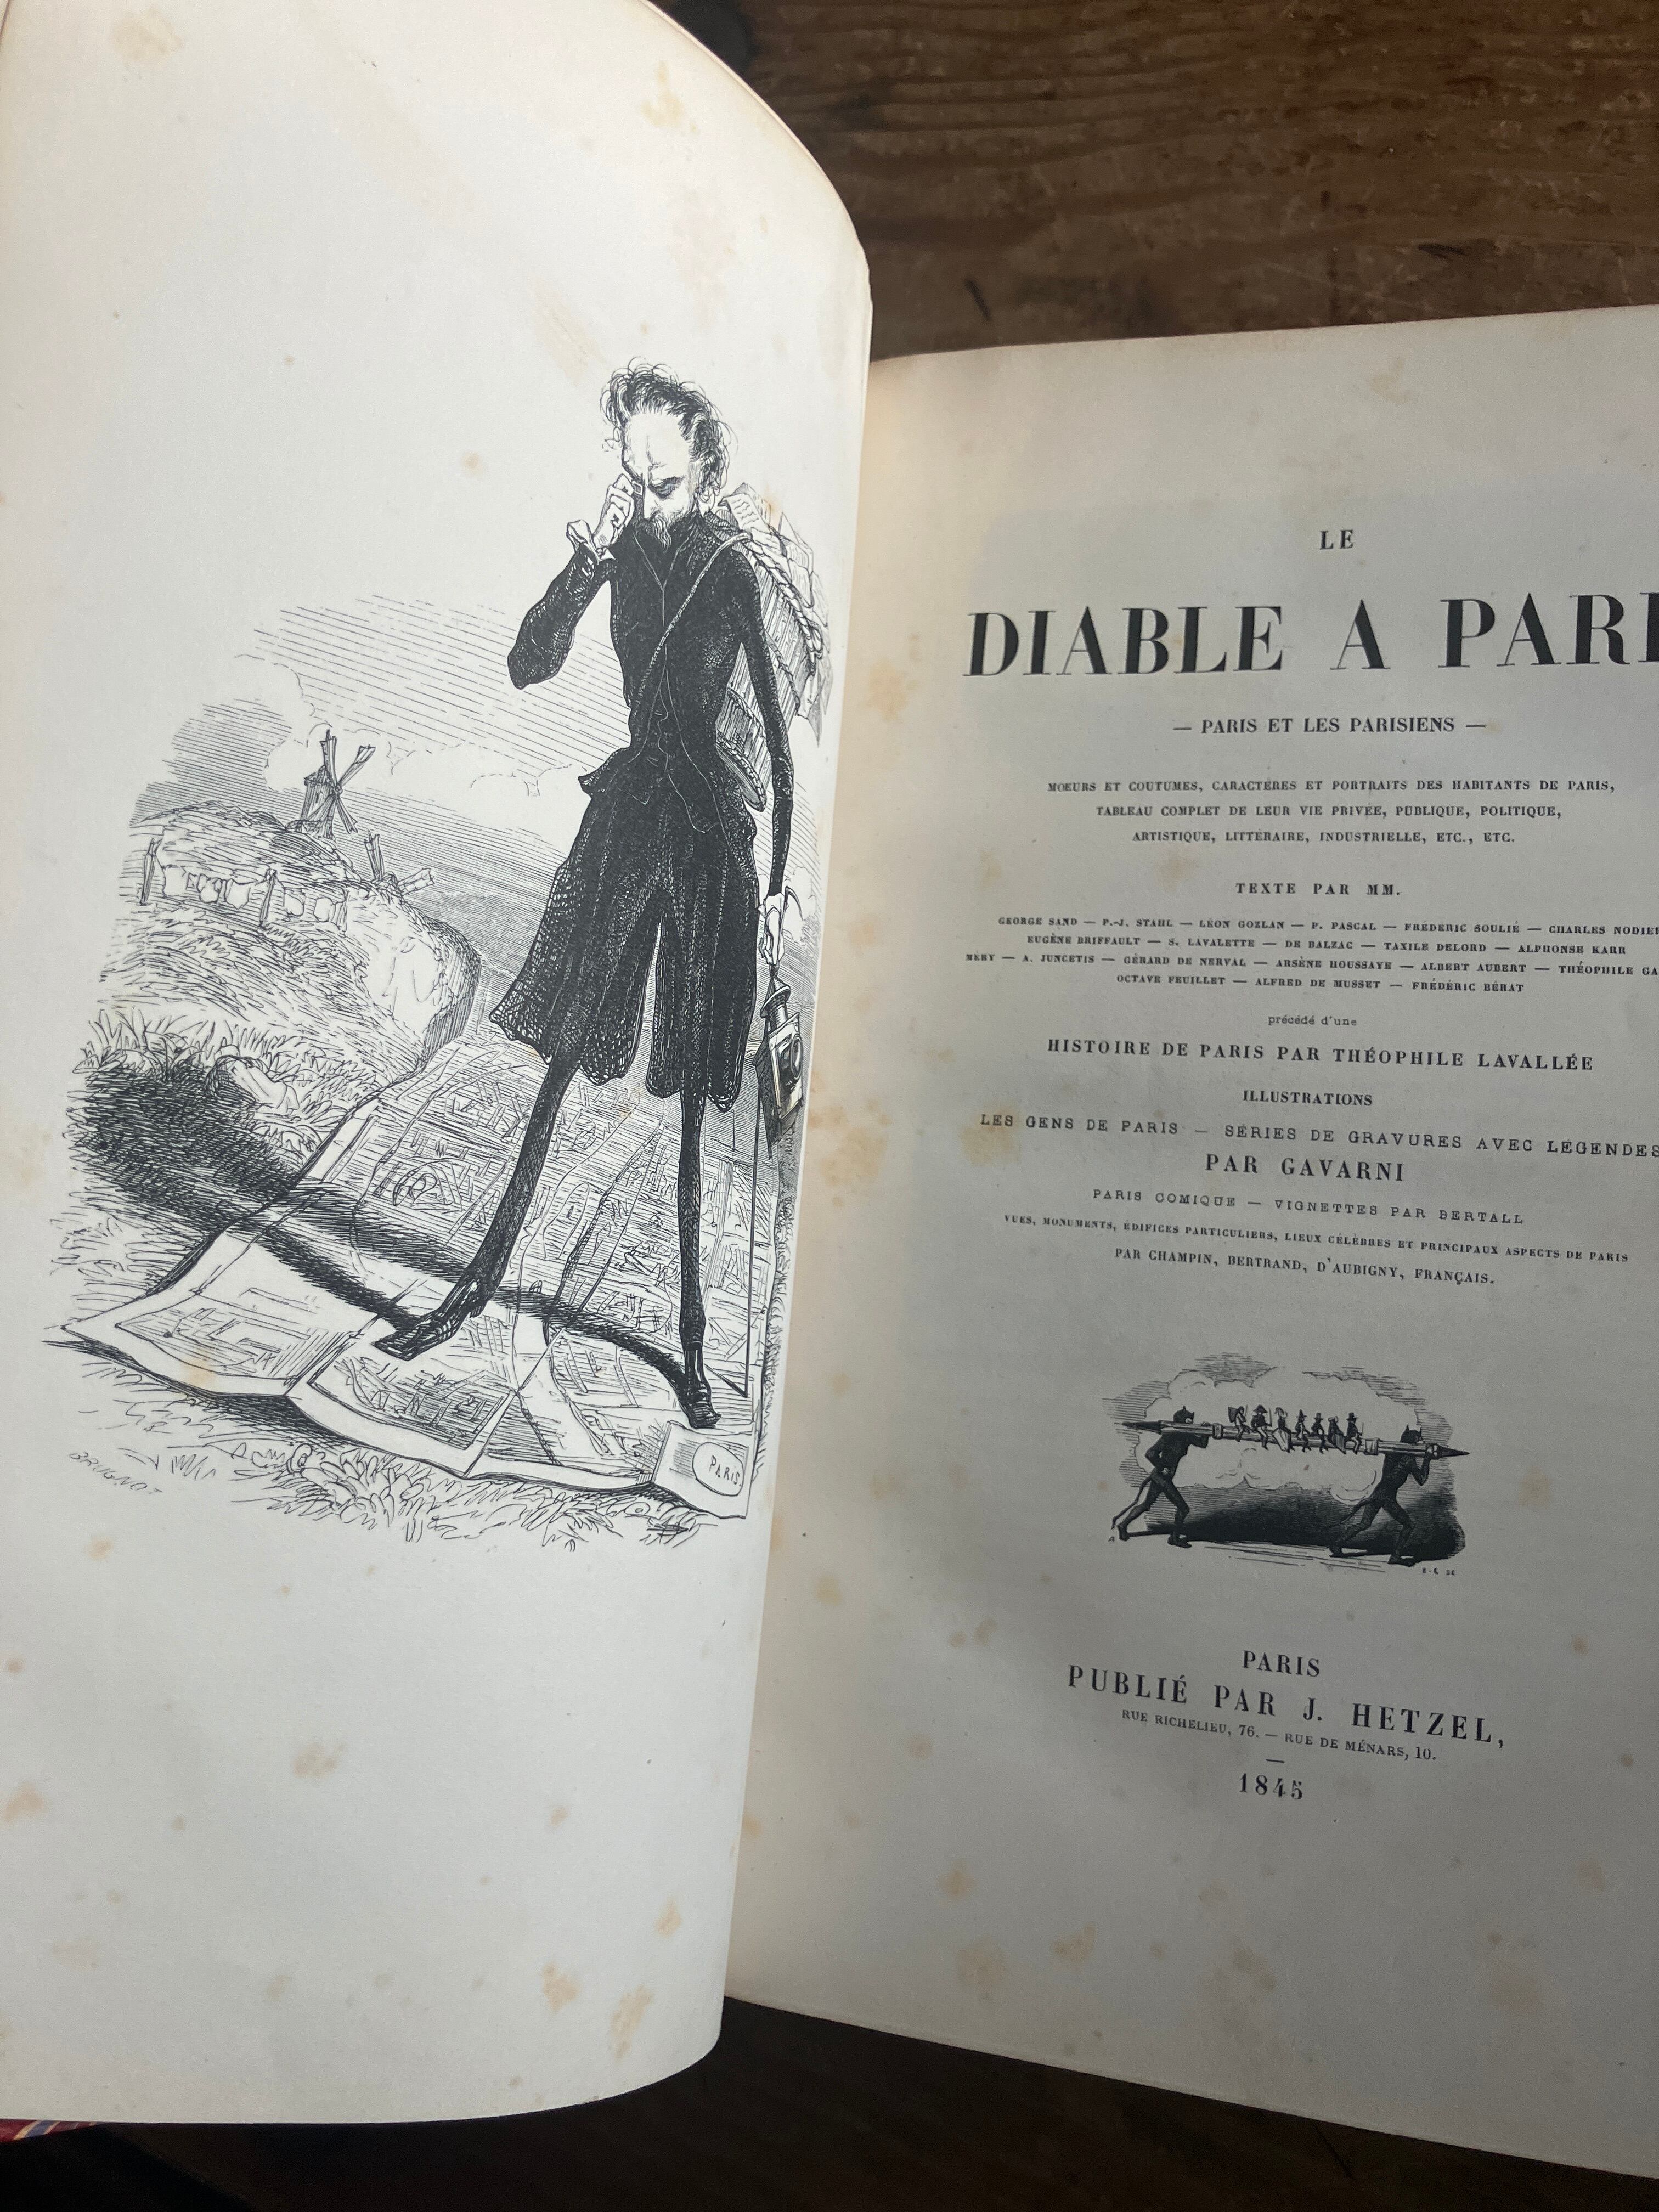 BRUGNOT
PARIS
LE
DIABLE A PARI
— PARIS ET LES PARISIENS —
MŒURS ET COUTUMES, CARACTÈRES ET PORTRAITS DES HABITANTS DE PARIS,
TABLEAU COMPLET DE LEUR VIE PRIVÉE, PUBLIQUE, POLITIQUE,
ARTISTIQUE, LITTÉRAIRE, INDUSTRIELLE, ETC., ETC.
TEXTE PAR MM.
GEORGE SAND — P.-J. STAHL — LÉON GOZLAN — P. PASCAL — FRÉDÉRIC SOULIÉ — CHARLES NODIER
EUGÈNE BRIFFAULT — S. LAVALETTE — DE BALZAC — TAXILE DELORD — ALPHONSE KARR
MÉRY — A. JUNCETIS — GÉRARD DE NERVAL — ARSÈNE HOUSSAYE — ALBERT AUBERT — THÉOPHILE GA
OCTAVE FEUILLET — ALFRED DE MUSSET — FRÉDÉRIC BÉRAT
précédé d'une
HISTOIRE DE PARIS PAR THÉOPHILE LAVALLÉE
ILLUSTRATIONS
LES GENS DE PARIS — SÉRIES DE GRAVURES AVEC LÉGENDES
PAR GAVARNI
PARIS COMIQUE — VIGNETTES PAR BERTALL
VUES, MONUMENTS, ÉDIFICES PARTICULIERS, LIEUX CÉLÈBRES ET PRINCIPAUX ASPECTS DE PARIS
PAR CHAMPIN, BERTRAND, D'AUBIGNY, FRANÇAIS.
PARIS
PUBLIÉ PAR J. HETZEL,
RUE RICHELIEU, 76. — RUE DE MÉNARS, 10.
—
1845